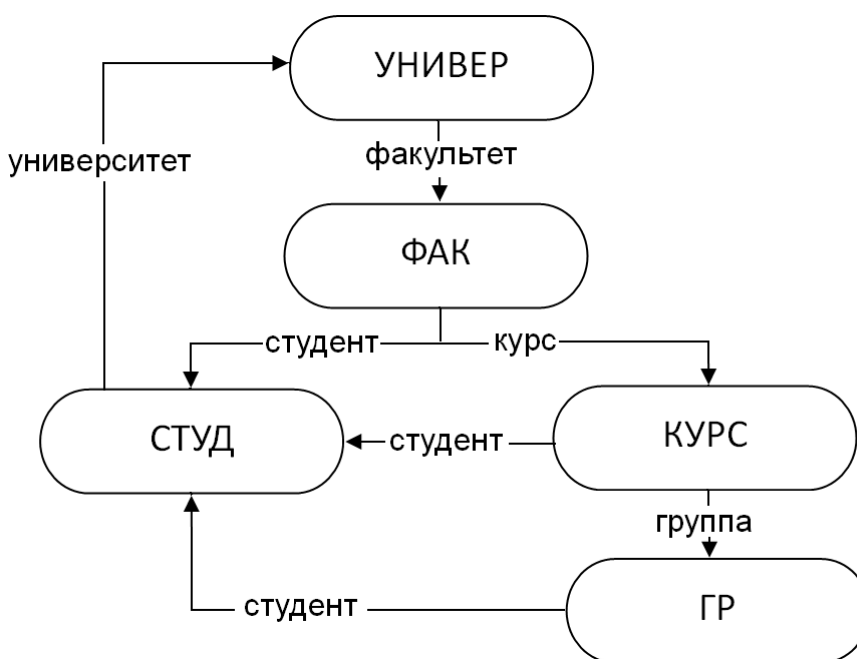 УНИВЕР
университет
факультет
ФАК
студент
курс
СТУД
студент
КУРС
группа
студент
ГР